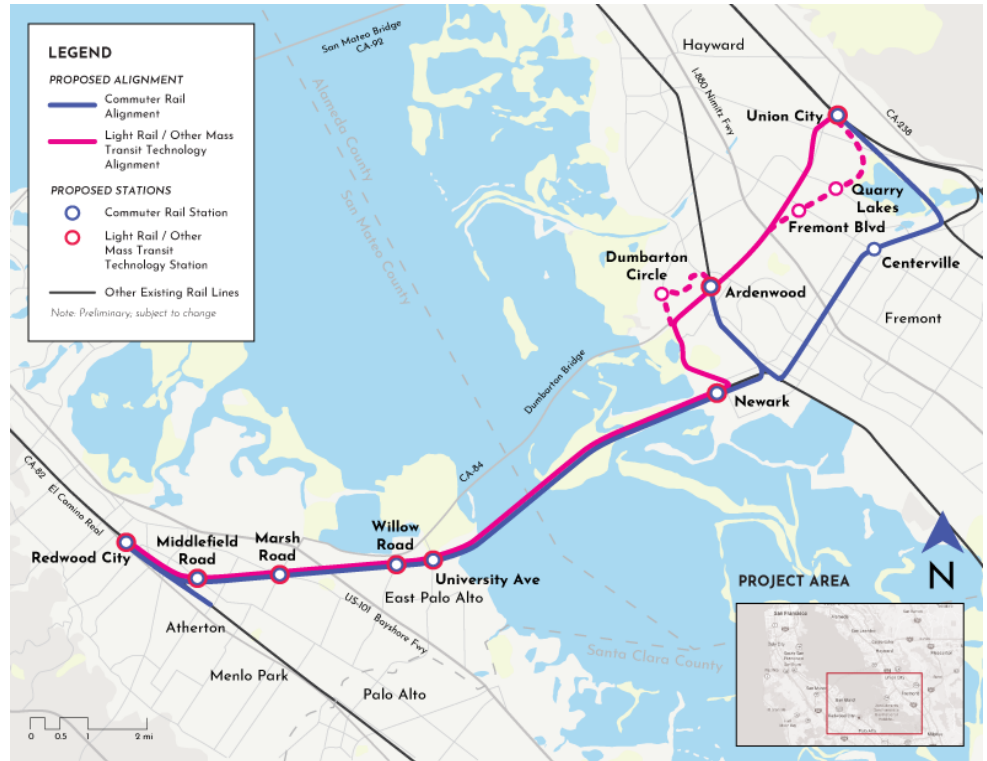 LEGEND
PROPOSED ALIGNMENT
Commuter Rail
Alignment
Light Rail / Other Mass
Transit Technology
Alignment
PROPOSED STATIONS
Commuter Rail Station
Light Rail / Other
Mass Transit
Technology Station
Other Existing Rail Lines
Note: Preliminary; subject to change
San Mateo Bridge
CA-92
Hayward
I-880 Nimitz Fwy
CA-238
Alameda County
San Mateo County
Union City
Quarry
Lakes
Fremont Blvd
Dumbarton
Circle
Ardenwood
Centerville
Fremont
Dumbarton Bridge
Newark
CA-84
CA-82
El Comino Real
Redwood City
Middlefield
Road
Marsh
Road
Willow
Road
University Ave
East Palo Alto
US-101 Bayshore Fwy
Atherton
Menlo Park
Palo Alto
Santa Clara County
0 0.5 1 2 mi
N
PROJECT AREA
San Francisco